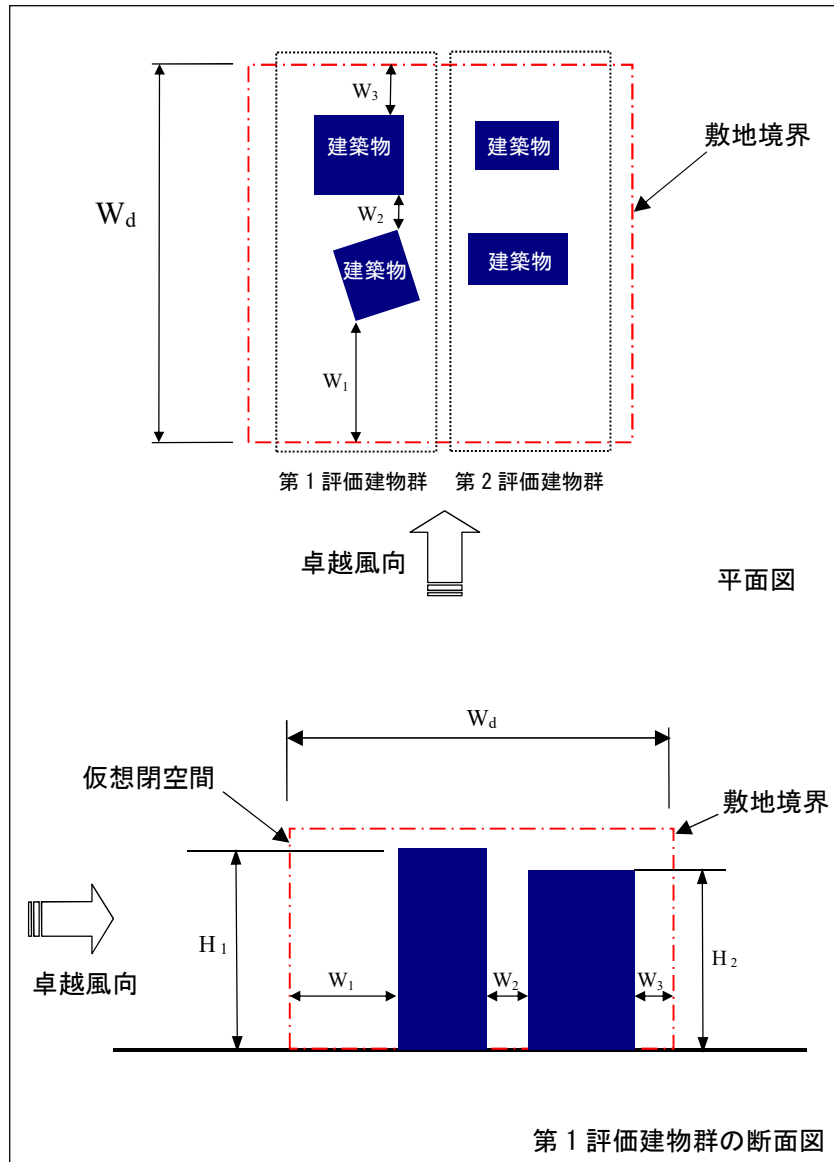 W3
建築物
建築物
敷地境界
Wd
W2
建築物
建築物
W1
第1評価建物群
第2評価建物群
卓越風向
平面図
Wd
仮想閉空間
敷地境界
H1
W1
W2
W3
H2
卓越風向
第1評価建物群の断面図